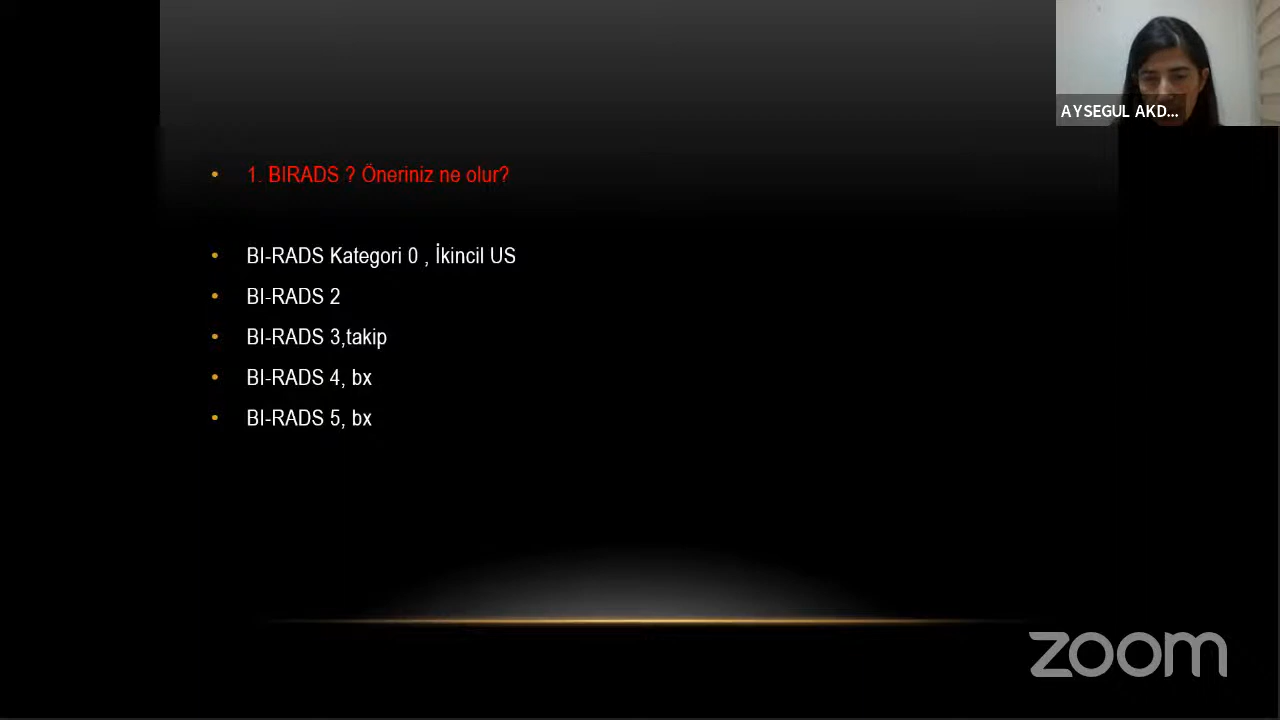 AYSEGUL AKD...
• 1. BIRADS ? Öneriniz ne olur?
• BI-RADS Kategori 0 , İkincil US
• BI-RADS 2
• BI-RADS 3,takip
• BI-RADS 4, bx
• BI-RADS 5, bx
zoom